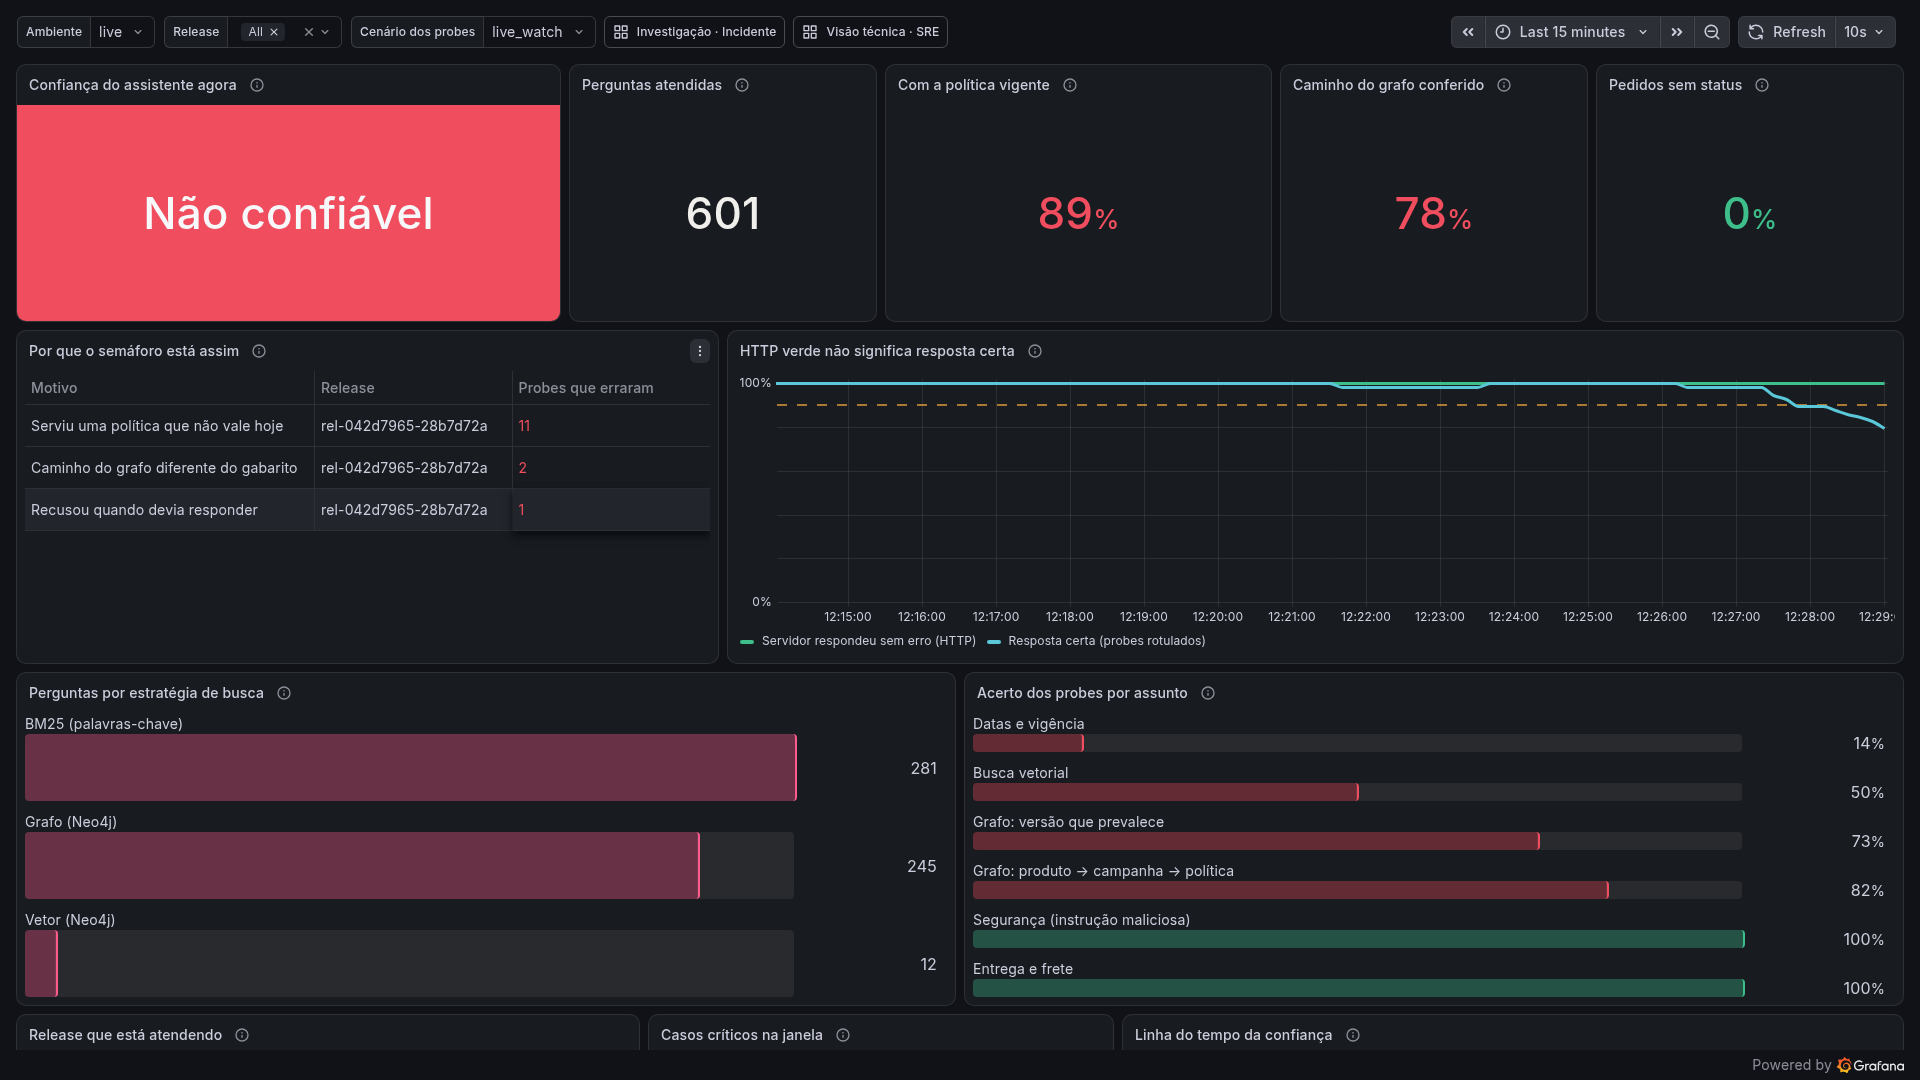 Ambiente live Release All Cenário dos probes live_watch Investigação · Incidente Visão técnica · SRE Last 15 minutes Refresh 10s
Confiança do assistente agora
Não confiável
Perguntas atendidas
601
Com a política vigente
89%
Caminho do grafo conferido
78%
Pedidos sem status
0%
Por que o semáforo está assim
Motivo Release Probes que erraram
Serviu uma política que não vale hoje rel-042d7965-28b7d72a 11
Caminho do grafo diferente do gabarito rel-042d7965-28b7d72a 2
Recusou quando devia responder rel-042d7965-28b7d72a 1
HTTP verde não significa resposta certa
100%
0%
12:15:00 12:16:00 12:17:00 12:18:00 12:19:00 12:20:00 12:21:00 12:22:00 12:23:00 12:24:00 12:25:00 12:26:00 12:27:00 12:28:00 12:29:
Servidor respondeu sem erro (HTTP) Resposta certa (probes rotulados)
Perguntas por estratégia de busca
BM25 (palavras-chave)
281
Grafo (Neo4j)
245
Vetor (Neo4j)
12
Acerto dos probes por assunto
Datas e vigência
14%
Busca vetorial
50%
Grafo: versão que prevalece
73%
Grafo: produto → campanha → política
82%
Segurança (instrução maliciosa)
100%
Entrega e frete
100%
Release que está atendendo
Casos críticos na janela
Linha do tempo da confiança
Powered by Grafana